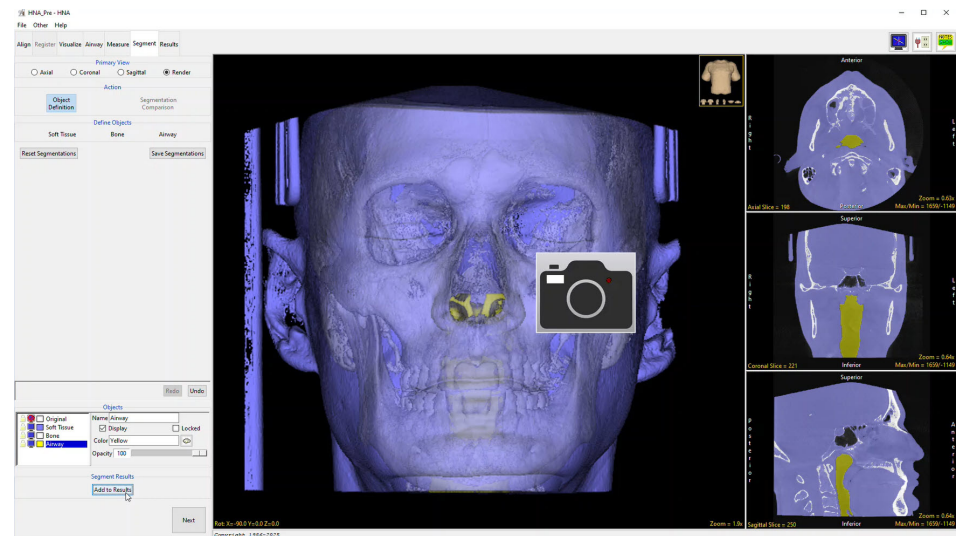 HNA_Pre - HNA
File Other Help
Align Register Visualize Airway Measure Segment Results
NOTES
Primary View
Axial Coronal Sagittal Render
Action
Object Definition
Segmentation Comparison
Define Objects
Soft Tissue Bone Airway
Reset Segmentations Save Segmentations
Redo Undo
Objects
Original
Soft Tissue
Bone
Airway
Name Airway
Display Locked
Color Yellow
Opacity 100
Segment Results
Add to Results
Next
Rot: X=-90.0 Y=0.0 Z=0.0
Zoom = 1.9x
Anterior
Right
Left
Zoom = 0.63x
Axial Slice = 198
Posterior
Max/Min = 1659/-1149
Superior
Right
Left
Zoom = 0.64x
Coronal Slice = 221
Inferior
Max/Min = 1659/-1149
Superior
Posterior
Anterior
Zoom = 0.64x
Sagittal Slice = 250
Inferior
Max/Min = 1659/-1149